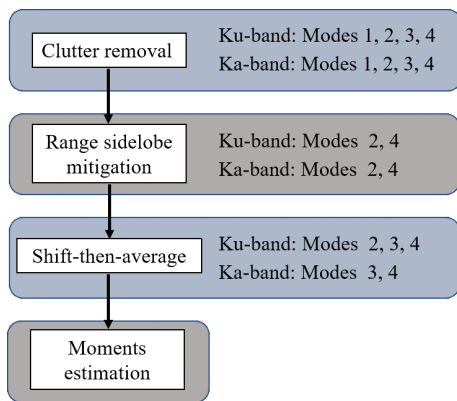 Clutter removal
Ku-band: Modes 1, 2, 3, 4
Ka-band: Modes 1, 2, 3, 4
Range sidelobe
mitigation
Ku-band: Modes 2, 4
Ka-band: Modes 2, 4
Shift-then-average
Ku-band: Modes 2, 3, 4
Ka-band: Modes 3, 4
Moments
estimation